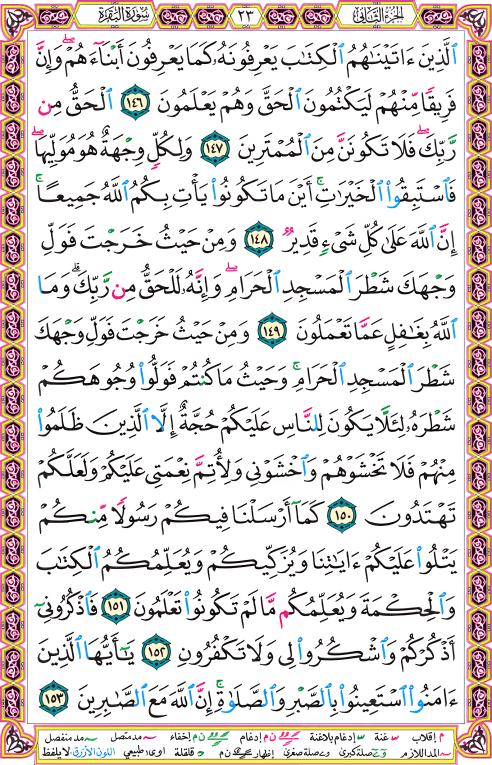 الجزء الثاني ٢٣ سورة البقرة
ٱلَّذِينَ ءَاتَيْنَٰهُمُ ٱلْكِتَٰبَ يَعْرِفُونَهُۥ كَمَا يَعْرِفُونَ أَبْنَآءَهُمْ ۖ وَإِنَّ
فَرِيقًا مِّنْهُمْ لَيَكْتُمُونَ ٱلْحَقَّ وَهُمْ يَعْلَمُونَ ١٤٦ ٱلْحَقُّ مِن
رَّبِّكَ ۖ فَلَا تَكُونَنَّ مِنَ ٱلْمُمْتَرِينَ ١٤٧ وَلِكُلٍّ وِجْهَةٌ هُوَ مُوَلِّيهَا ۖ
فَٱسْتَبِقُوا۟ ٱلْخَيْرَٰتِ ۚ أَيْنَ مَا تَكُونُوا۟ يَأْتِ بِكُمُ ٱللَّهُ جَمِيعًا ۚ
إِنَّ ٱللَّهَ عَلَىٰ كُلِّ شَىْءٍ قَدِيرٌ ١٤٨ وَمِنْ حَيْثُ خَرَجْتَ فَوَلِّ
وَجْهَكَ شَطْرَ ٱلْمَسْجِدِ ٱلْحَرَامِ ۖ وَإِنَّهُۥ لَلْحَقُّ مِن رَّبِّكَ ۗ وَمَا
ٱللَّهُ بِغَٰفِلٍ عَمَّا تَعْمَلُونَ ١٤٩ وَمِنْ حَيْثُ خَرَجْتَ فَوَلِّ وَجْهَكَ
شَطْرَ ٱلْمَسْجِدِ ٱلْحَرَامِ ۚ وَحَيْثُ مَا كُنتُمْ فَوَلُّوا۟ وُجُوهَكُمْ
شَطْرَهُۥ لِئَلَّا يَكُونَ لِلنَّاسِ عَلَيْكُمْ حُجَّةٌ إِلَّا ٱلَّذِينَ ظَلَمُوا۟
مِنْهُمْ فَلَا تَخْشَوْهُمْ وَٱخْشَوْنِى وَلِأُتِمَّ نِعْمَتِى عَلَيْكُمْ وَلَعَلَّكُمْ
تَهْتَدُونَ ١٥٠ كَمَآ أَرْسَلْنَا فِيكُمْ رَسُولًا مِّنكُمْ
يَتْلُوا۟ عَلَيْكُمْ ءَايَٰتِنَا وَيُزَكِّيكُمْ وَيُعَلِّمُكُمُ ٱلْكِتَٰبَ
وَٱلْحِكْمَةَ وَيُعَلِّمُكُم مَّا لَمْ تَكُونُوا۟ تَعْلَمُونَ ١٥١ فَٱذْكُرُونِىٓ
أَذْكُرْكُمْ وَٱشْكُرُوا۟ لِى وَلَا تَكْفُرُونِ ١٥٢ يَٰٓأَيُّهَا ٱلَّذِينَ
ءَامَنُوا۟ ٱسْتَعِينُوا۟ بِٱلصَّبْرِ وَٱلصَّلَوٰةِ ۚ إِنَّ ٱللَّهَ مَعَ ٱلصَّٰبِرِينَ ١٥٣
م إقلاب غنة إدغام بلاغنة ن م إدغام ن م إخفاء مد متصل مد منفصل
المد اللازم صلة كبرى صلة صغرى إظهار ن م قلقلة اوى: طبيعي اللون الأزرق: لا يلفظ